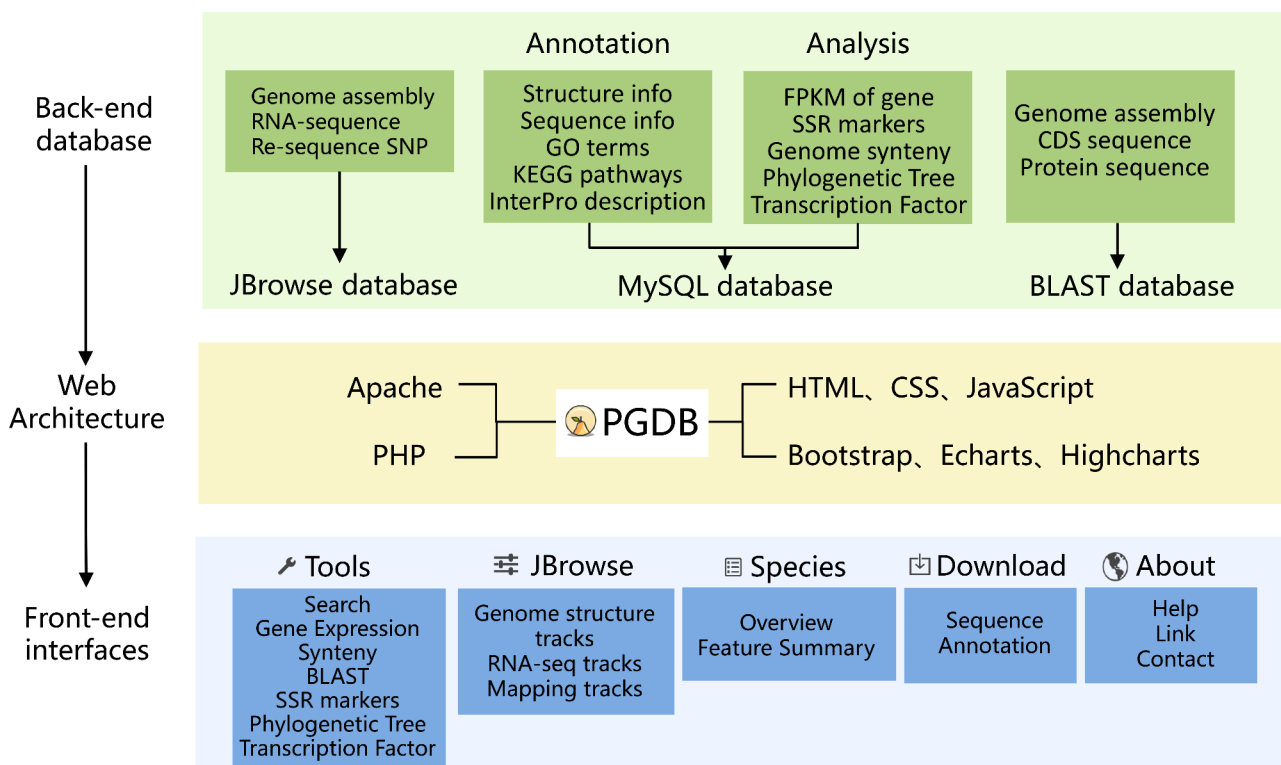 Back-end
database
Genome assembly
RNA-sequence
Re-sequence SNP
JBrowse database
Annotation
Structure info
Sequence info
GO terms
KEGG pathways
InterPro description
Analysis
FPKM of gene
SSR markers
Genome synteny
Phylogenetic Tree
Transcription Factor
MySQL database
Genome assembly
CDS sequence
Protein sequence
BLAST database
Web
Architecture
Apache
PHP
PGDB
HTML、CSS、JavaScript
Bootstrap、Echarts、Highcharts
Front-end
interfaces
Tools
Search
Gene Expression
Synteny
BLAST
SSR markers
Phylogenetic Tree
Transcription Factor
JBrowse
Genome structure
tracks
RNA-seq tracks
Mapping tracks
Species
Overview
Feature Summary
Download
Sequence
Annotation
About
Help
Link
Contact